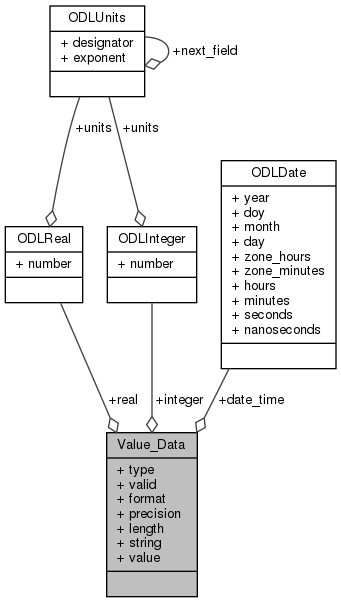 ODLUnits
+ designator
+ exponent
+next_field
+units
+units
ODLDate
+ year
+ doy
+ month
+ day
+ zone_hours
+ zone_minutes
+ hours
+ minutes
+ seconds
+ nanoseconds
ODLReal
+ number
ODLInteger
+ number
+real
+integer
+date_time
Value_Data
+ type
+ valid
+ format
+ precision
+ length
+ string
+ value